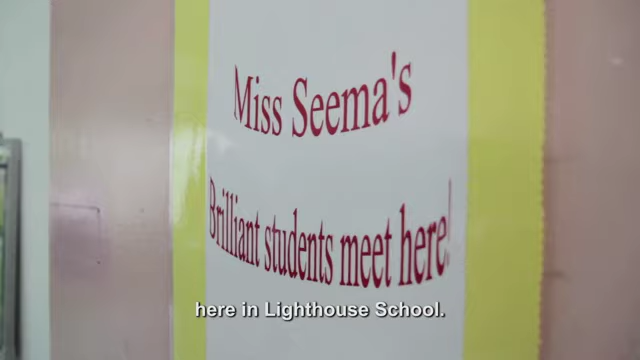 Miss Seema's
Brilliant students meet here!
here in Lighthouse School.